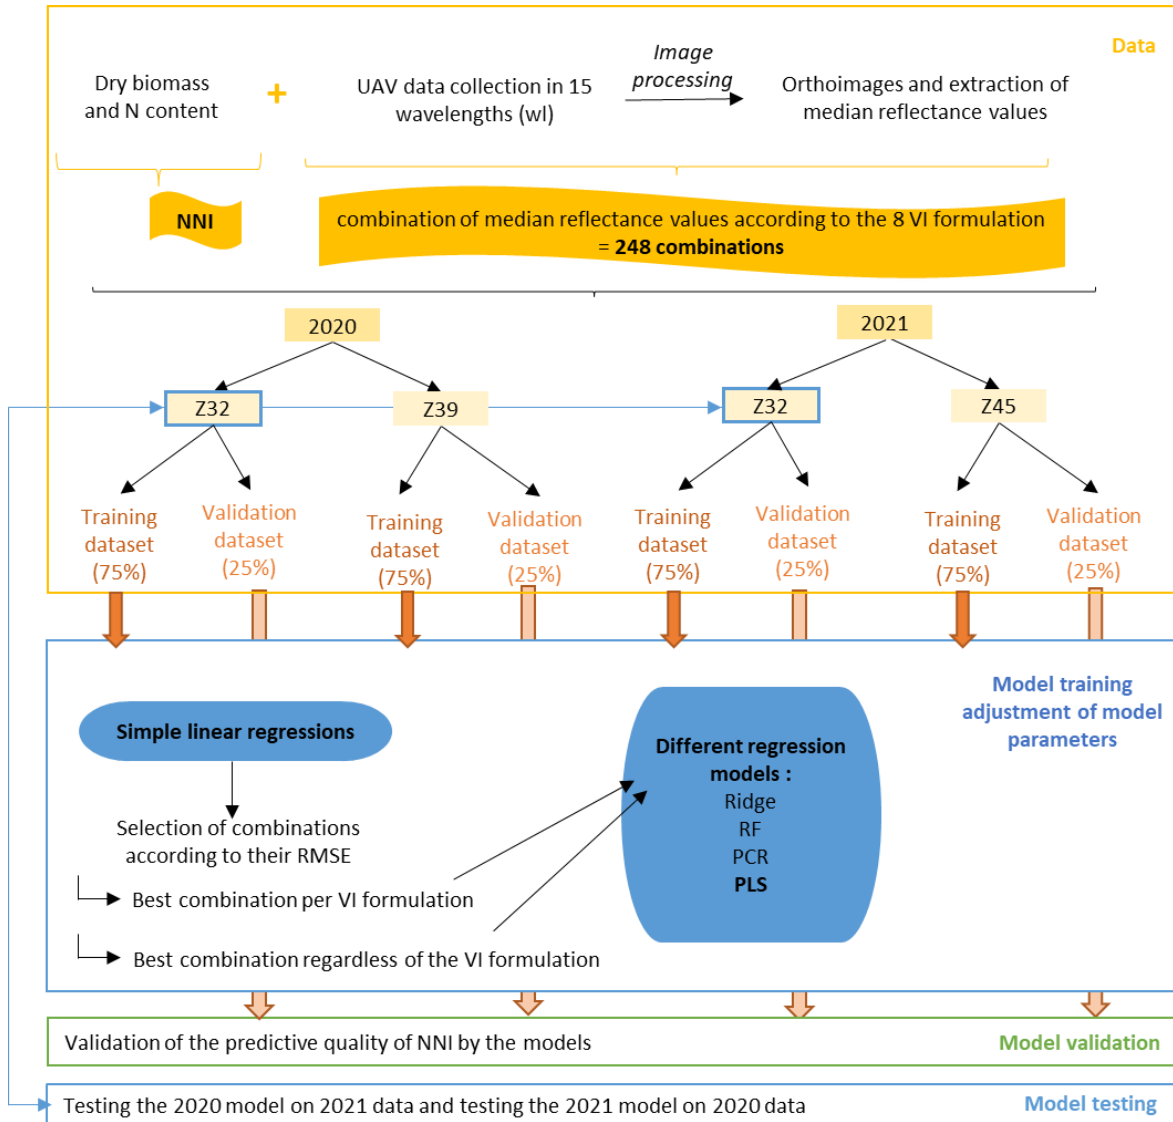 Data
Dry biomass
and N content
+
UAV data collection in 15
wavelengths (wl)
Image
processing
Orthoimages and extraction of
median reflectance values
NNI
combination of median reflectance values according to the 8 VI formulation
= 248 combinations
2020
2021
Z32
Z39
Z32
Z45
Training
dataset
(75%)
Validation
dataset
(25%)
Training
dataset
(75%)
Validation
dataset
(25%)
Training
dataset
(75%)
Validation
dataset
(25%)
Training
dataset
(75%)
Validation
dataset
(25%)
Model training
adjustment of model
parameters
Simple linear regressions
Selection of combinations
according to their RMSE
Best combination per VI formulation
Best combination regardless of the VI formulation
Different regression
models :
Ridge
RF
PCR
PLS
Validation of the predictive quality of NNI by the models
Model validation
Testing the 2020 model on 2021 data and testing the 2021 model on 2020 data
Model testing